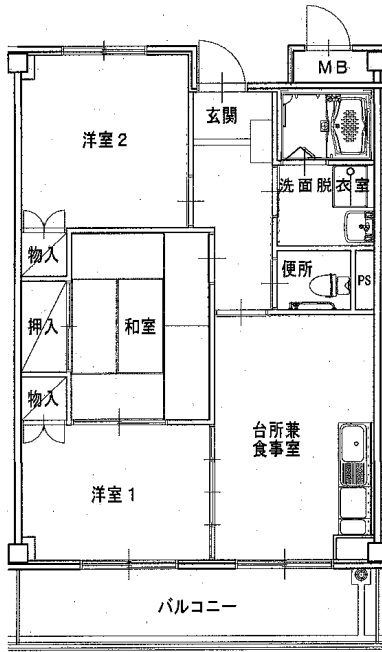 MB
玄関
洋室2
洗面脱衣室
物入
便所
PS
押入
和室
物入
台所兼
食事室
洋室1
バルコニー